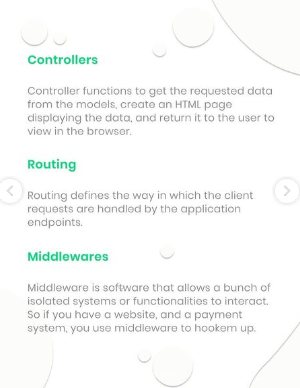 Controllers
Controller functions to get the requested data
from the models, create an HTML page
displaying the data, and return it to the user to
view in the browser.
Routing
Routing defines the way in which the client
requests are handled by the application
endpoints.
Middlewares
Middleware is software that allows a bunch of
isolated systems or functionalities to interact.
So if you have a website, and a payment
system, you use middleware to hookem up.